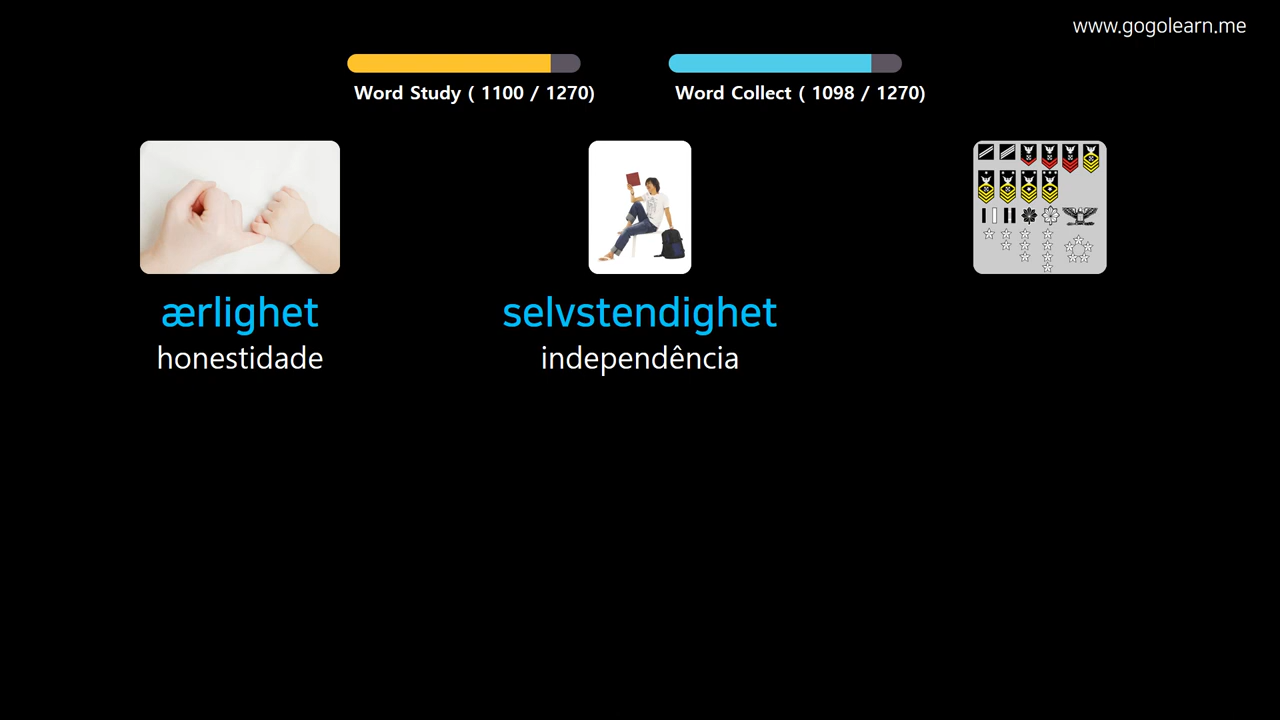 www.gogolearn.me
Word Study ( 1100 / 1270)
Word Collect ( 1098 / 1270)
ærlighet
selvstendighet
honestidade
independência